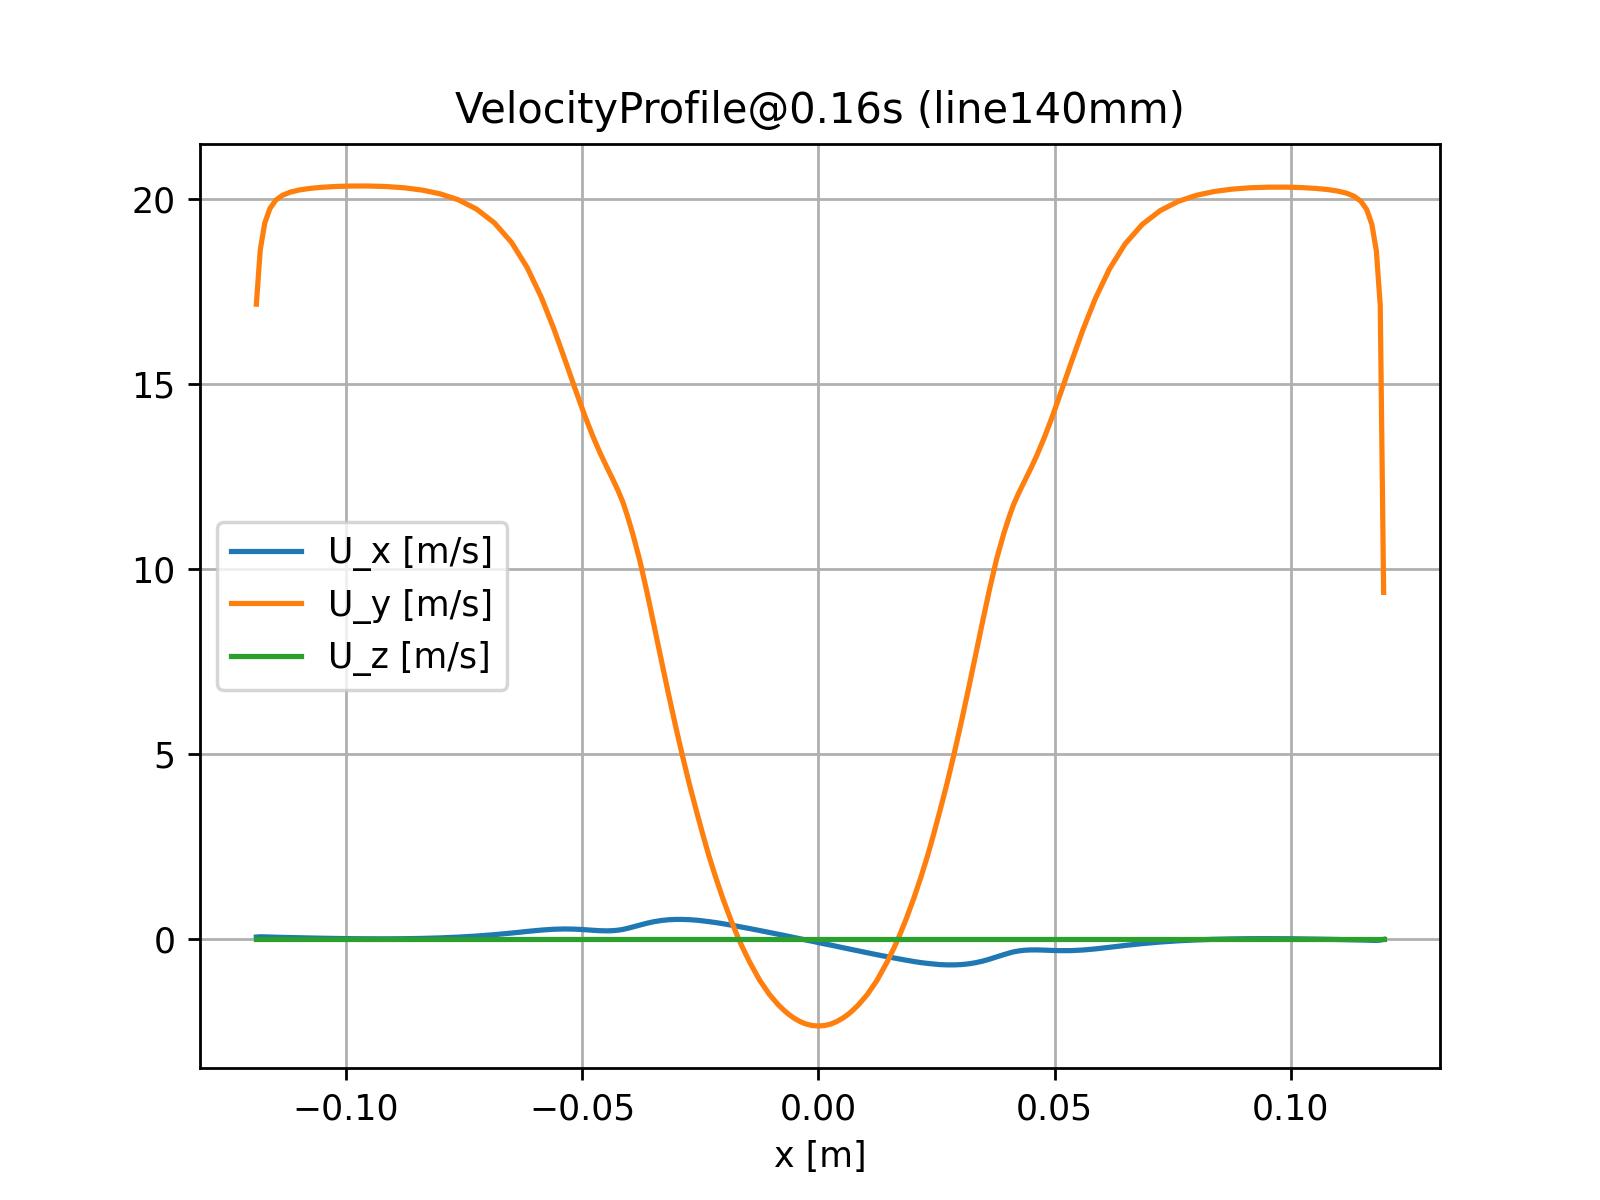 VelocityProfile@0.16s (line140mm)
20
15
10
5
0
U_x [m/s]
U_y [m/s]
U_z [m/s]
−0.10 −0.05 0.00 0.05 0.10
x [m]